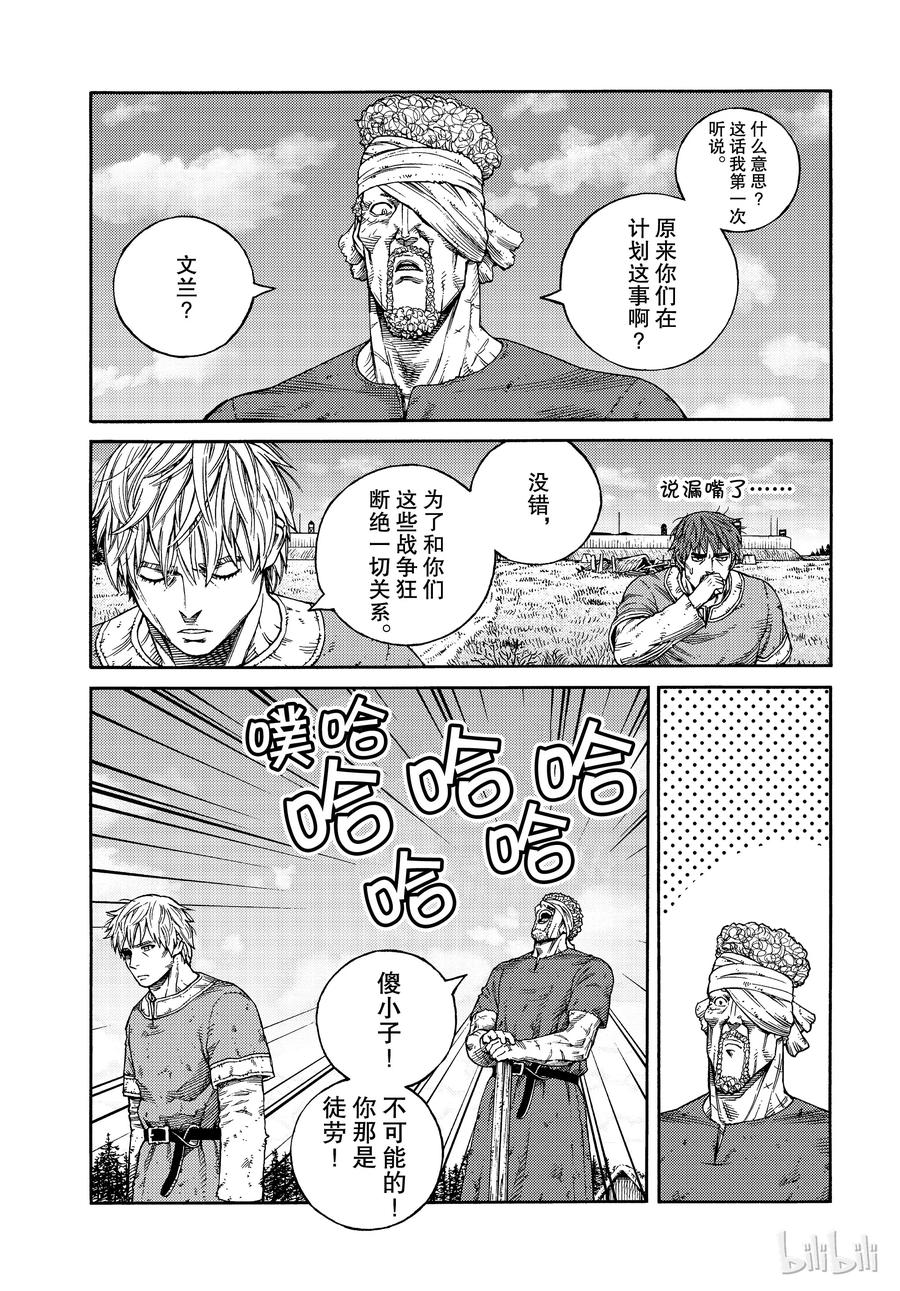 什么意思？
这话我第一次
听说。
原来你们在
计划这事啊？
文兰？
说漏嘴了……
没错，
为了和你们
这些战争狂
断绝一切关系。
噗哈
哈哈哈
哈哈
傻小子！
不可能的！
你那是
徒劳！
bilibili